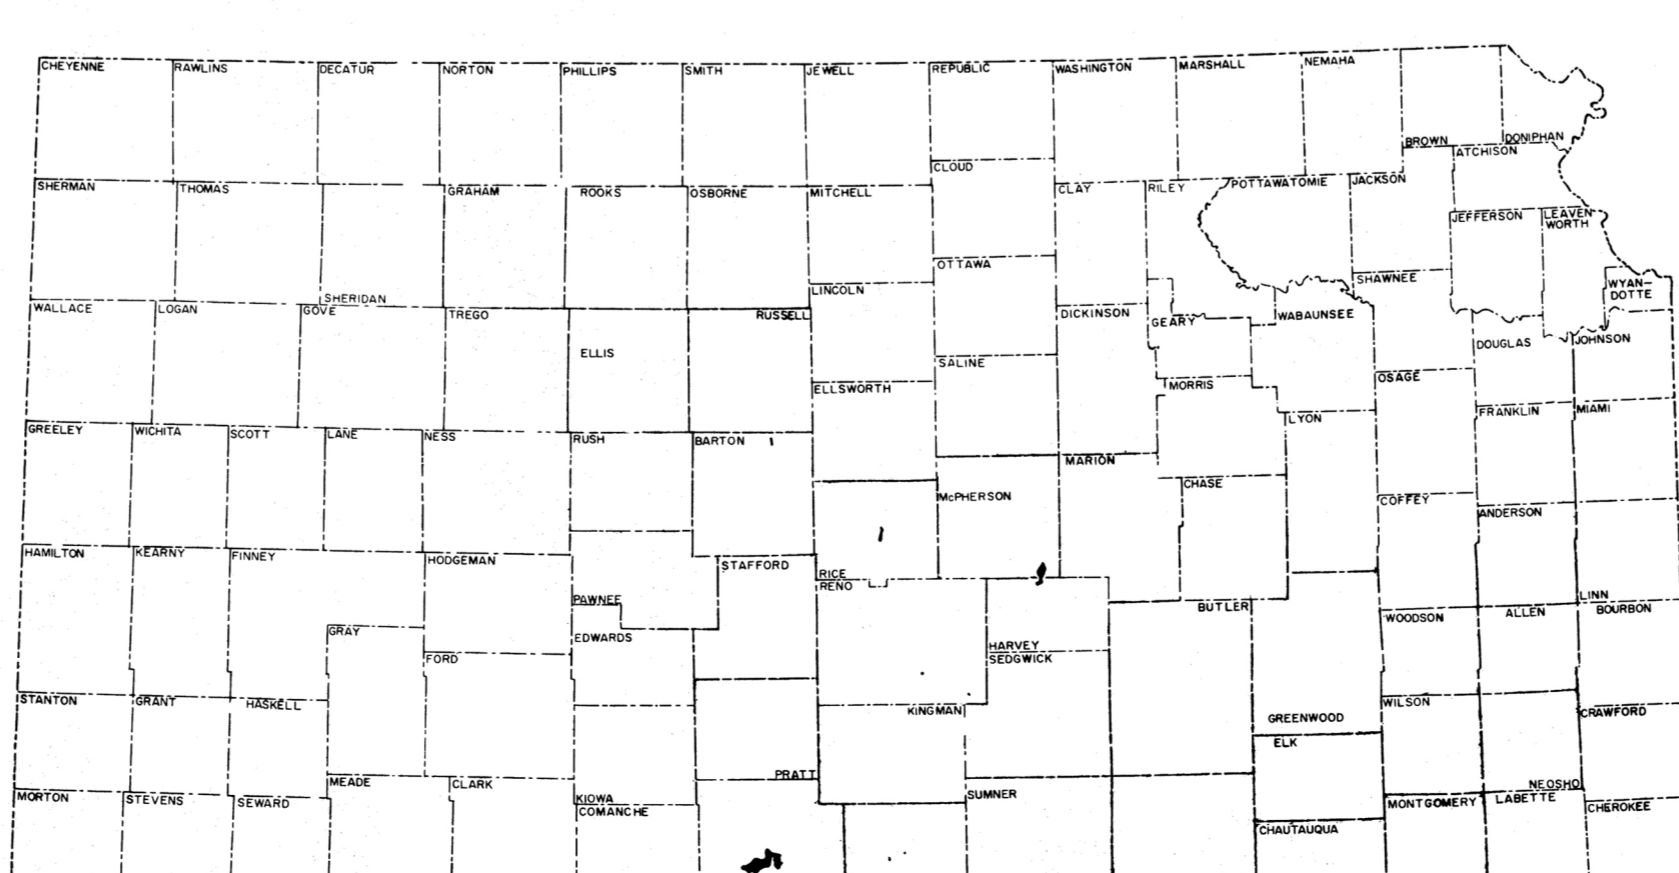 CHEYENNE
RAWLINS
DECATUR
NORTON
PHILLIPS
SMITH
JEWELL
REPUBLIC
WASHINGTON
MARSHALL
NEMAHA
BROWN
DONIPHAN
ATCHISON
CLOUD
SHERMAN
THOMAS
SHERIDAN
GRAHAM
ROOKS
OSBORNE
MITCHELL
CLAY
RILEY
POTTAWATOMIE
JACKSON
JEFFERSON
LEAVEN
WORTH
OTTAWA
SHAWNEE
WYAN-
DOTTE
LINCOLN
WALLACE
LOGAN
GOVE
TREGO
ELLIS
RUSSELL
DICKINSON
GEARY
WABAUNSEE
DOUGLAS
JOHNSON
SALINE
ELLSWORTH
MORRIS
OSAGE
FRANKLIN
MIAMI
LYON
GREELEY
WICHITA
SCOTT
LANE
NESS
RUSH
BARTON
MARION
CHASE
McPHERSON
COFFEY
ANDERSON
HAMILTON
KEARNY
FINNEY
HODGEMAN
STAFFORD
RICE
RENO
PAWNEE
EDWARDS
LINN
BUTLER
WOODSON
ALLEN
BOURBON
GRAY
FORD
HARVEY
SEDGWICK
STANTON
GRANT
HASKELL
KINGMAN
GREENWOOD
WILSON
CRAWFORD
ELK
MEADE
CLARK
PRATT
KIOWA
COMANCHE
SUMNER
NEOSHO
MORTON
STEVENS
SEWARD
MONTGOMERY
LABETTE
CHEROKEE
CHAUTAUQUA